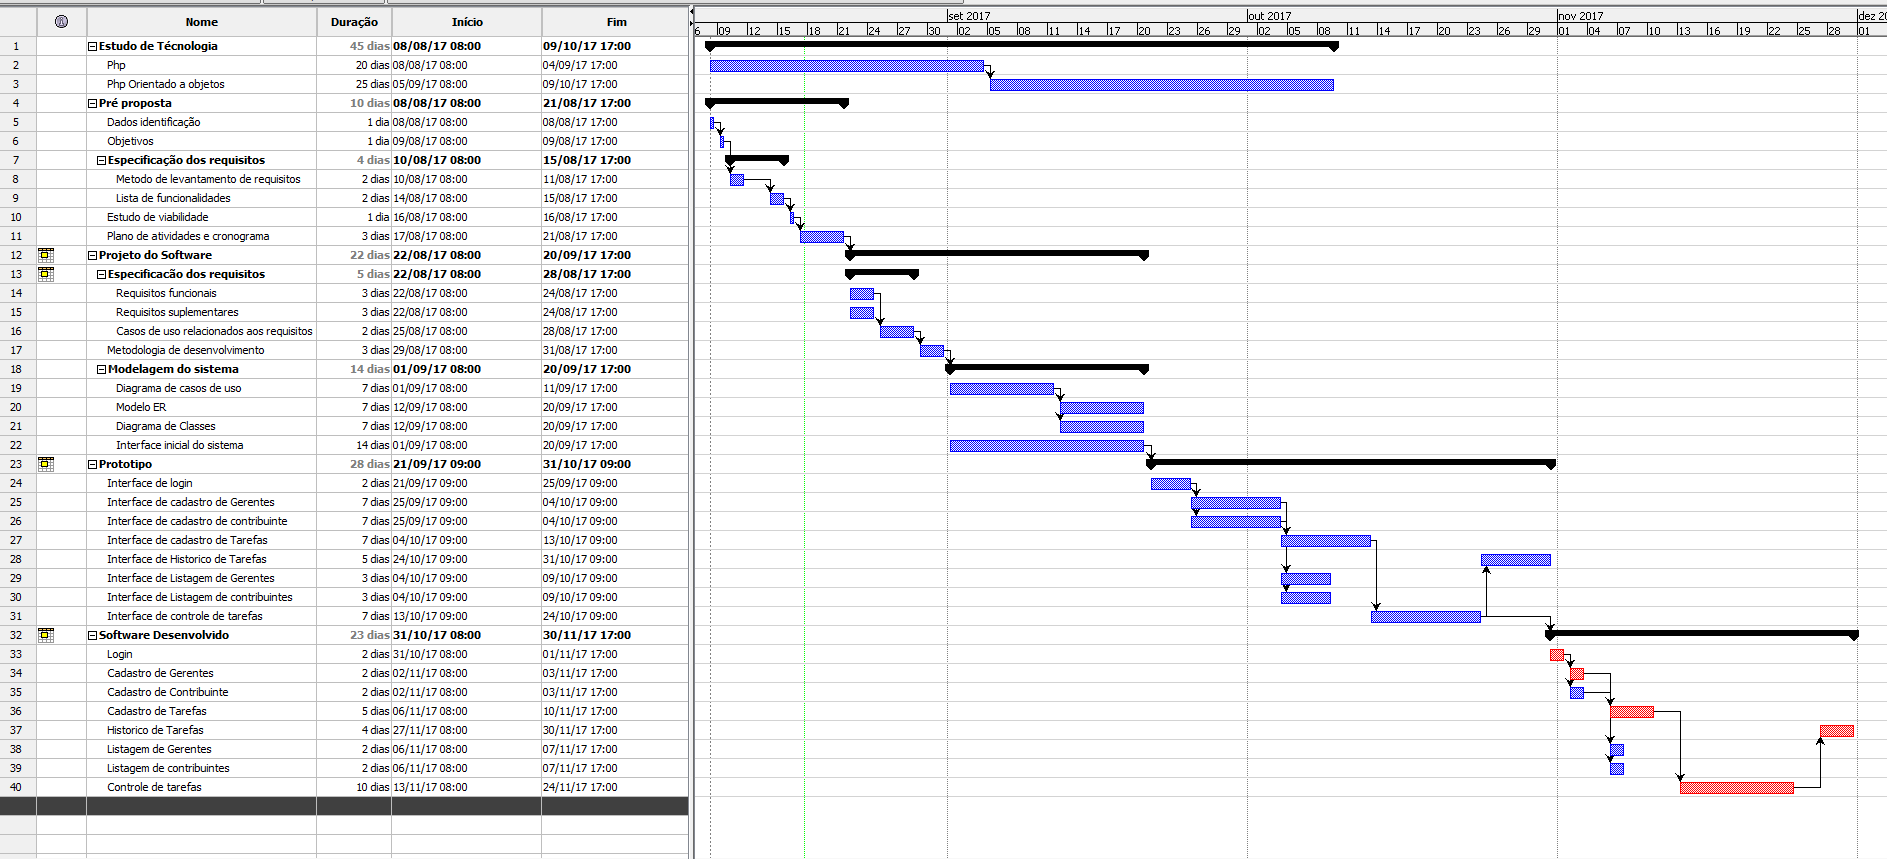 Nome Duração Início Fim
set 2017 out 2017 nov 2017 dez 20
6 09 12 15 18 21 24 27 30 02 05 08 11 14 17 20 23 26 29 02 05 08 11 14 17 20 23 26 29 01 04 07 10 13 16 19 22 25 28 01
1 Estudo de Técnologia 45 dias 08/08/17 08:00 09/10/17 17:00
2 Php 20 dias 08/08/17 08:00 04/09/17 17:00
3 Php Orientado a objetos 25 dias 05/09/17 08:00 09/10/17 17:00
4 Pré proposta 10 dias 08/08/17 08:00 21/08/17 17:00
5 Dados identificação 1 dia 08/08/17 08:00 08/08/17 17:00
6 Objetivos 1 dia 09/08/17 08:00 09/08/17 17:00
7 Especificação dos requisitos 4 dias 10/08/17 08:00 15/08/17 17:00
8 Metodo de levantamento de requisitos 2 dias 10/08/17 08:00 11/08/17 17:00
9 Lista de funcionalidades 2 dias 14/08/17 08:00 15/08/17 17:00
10 Estudo de viabilidade 1 dia 16/08/17 08:00 16/08/17 17:00
11 Plano de atividades e cronograma 3 dias 17/08/17 08:00 21/08/17 17:00
12 Projeto do Software 22 dias 22/08/17 08:00 20/09/17 17:00
13 Especificacão dos requisitos 5 dias 22/08/17 08:00 28/08/17 17:00
14 Requisitos funcionais 3 dias 22/08/17 08:00 24/08/17 17:00
15 Requisitos suplementares 3 dias 22/08/17 08:00 24/08/17 17:00
16 Casos de uso relacionados aos requisitos 2 dias 25/08/17 08:00 28/08/17 17:00
17 Metodologia de desenvolvimento 3 dias 29/08/17 08:00 31/08/17 17:00
18 Modelagem do sistema 14 dias 01/09/17 08:00 20/09/17 17:00
19 Diagrama de casos de uso 7 dias 01/09/17 08:00 11/09/17 17:00
20 Modelo ER 7 dias 12/09/17 08:00 20/09/17 17:00
21 Diagrama de Classes 7 dias 12/09/17 08:00 20/09/17 17:00
22 Interface inicial do sistema 14 dias 01/09/17 08:00 20/09/17 17:00
23 Prototipo 28 dias 21/09/17 09:00 31/10/17 09:00
24 Interface de login 2 dias 21/09/17 09:00 25/09/17 09:00
25 Interface de cadastro de Gerentes 7 dias 25/09/17 09:00 04/10/17 09:00
26 Interface de cadastro de contribuinte 7 dias 25/09/17 09:00 04/10/17 09:00
27 Interface de cadastro de Tarefas 7 dias 04/10/17 09:00 13/10/17 09:00
28 Interface de Historico de Tarefas 5 dias 24/10/17 09:00 31/10/17 09:00
29 Interface de Listagem de Gerentes 3 dias 04/10/17 09:00 09/10/17 09:00
30 Interface de Listagem de contribuintes 3 dias 04/10/17 09:00 09/10/17 09:00
31 Interface de controle de tarefas 7 dias 13/10/17 09:00 24/10/17 09:00
32 Software Desenvolvido 23 dias 31/10/17 08:00 30/11/17 17:00
33 Login 2 dias 31/10/17 08:00 01/11/17 17:00
34 Cadastro de Gerentes 2 dias 02/11/17 08:00 03/11/17 17:00
35 Cadastro de Contribuinte 2 dias 02/11/17 08:00 03/11/17 17:00
36 Cadastro de Tarefas 5 dias 06/11/17 08:00 10/11/17 17:00
37 Historico de Tarefas 4 dias 27/11/17 08:00 30/11/17 17:00
38 Listagem de Gerentes 2 dias 06/11/17 08:00 07/11/17 17:00
39 Listagem de contribuintes 2 dias 06/11/17 08:00 07/11/17 17:00
40 Controle de tarefas 10 dias 13/11/17 08:00 24/11/17 17:00